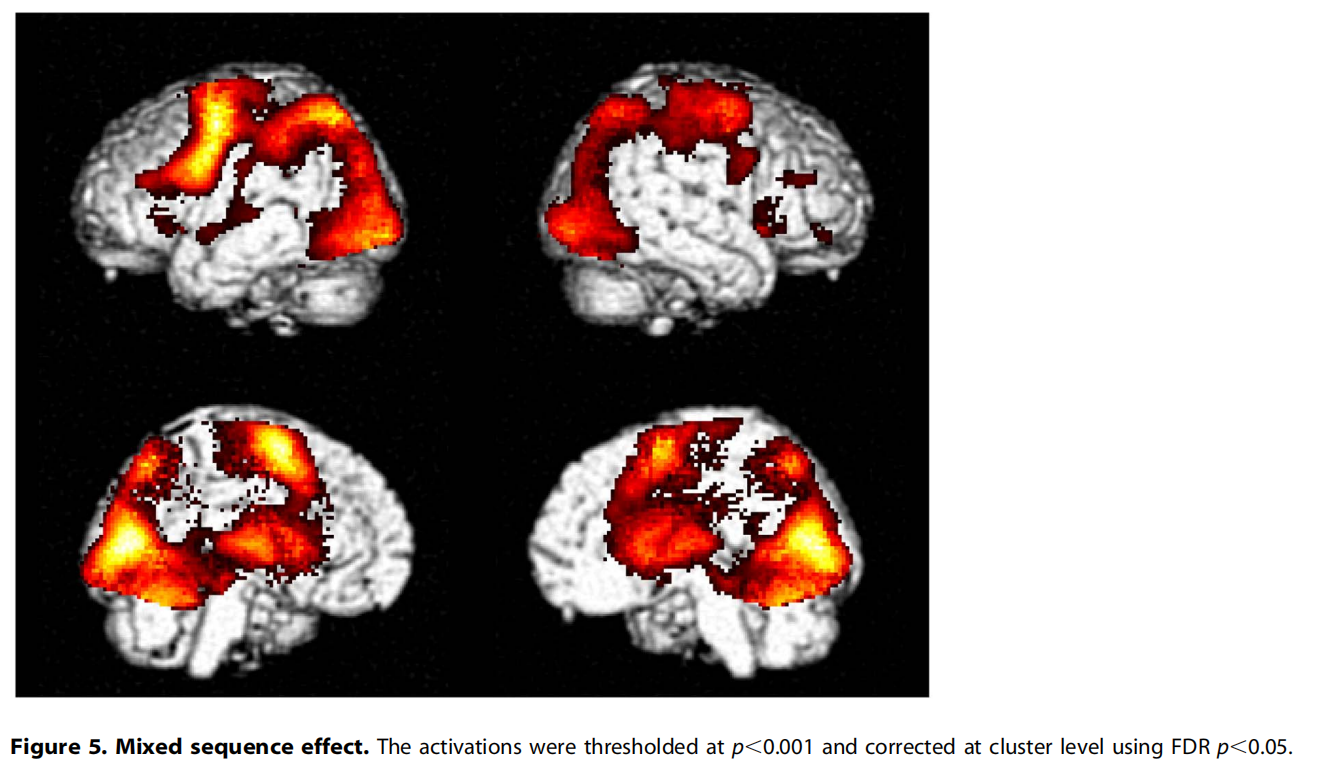 Figure 5. Mixed sequence effect. The activations were thresholded at p<0.001 and corrected at cluster level using FDR p<0.05.